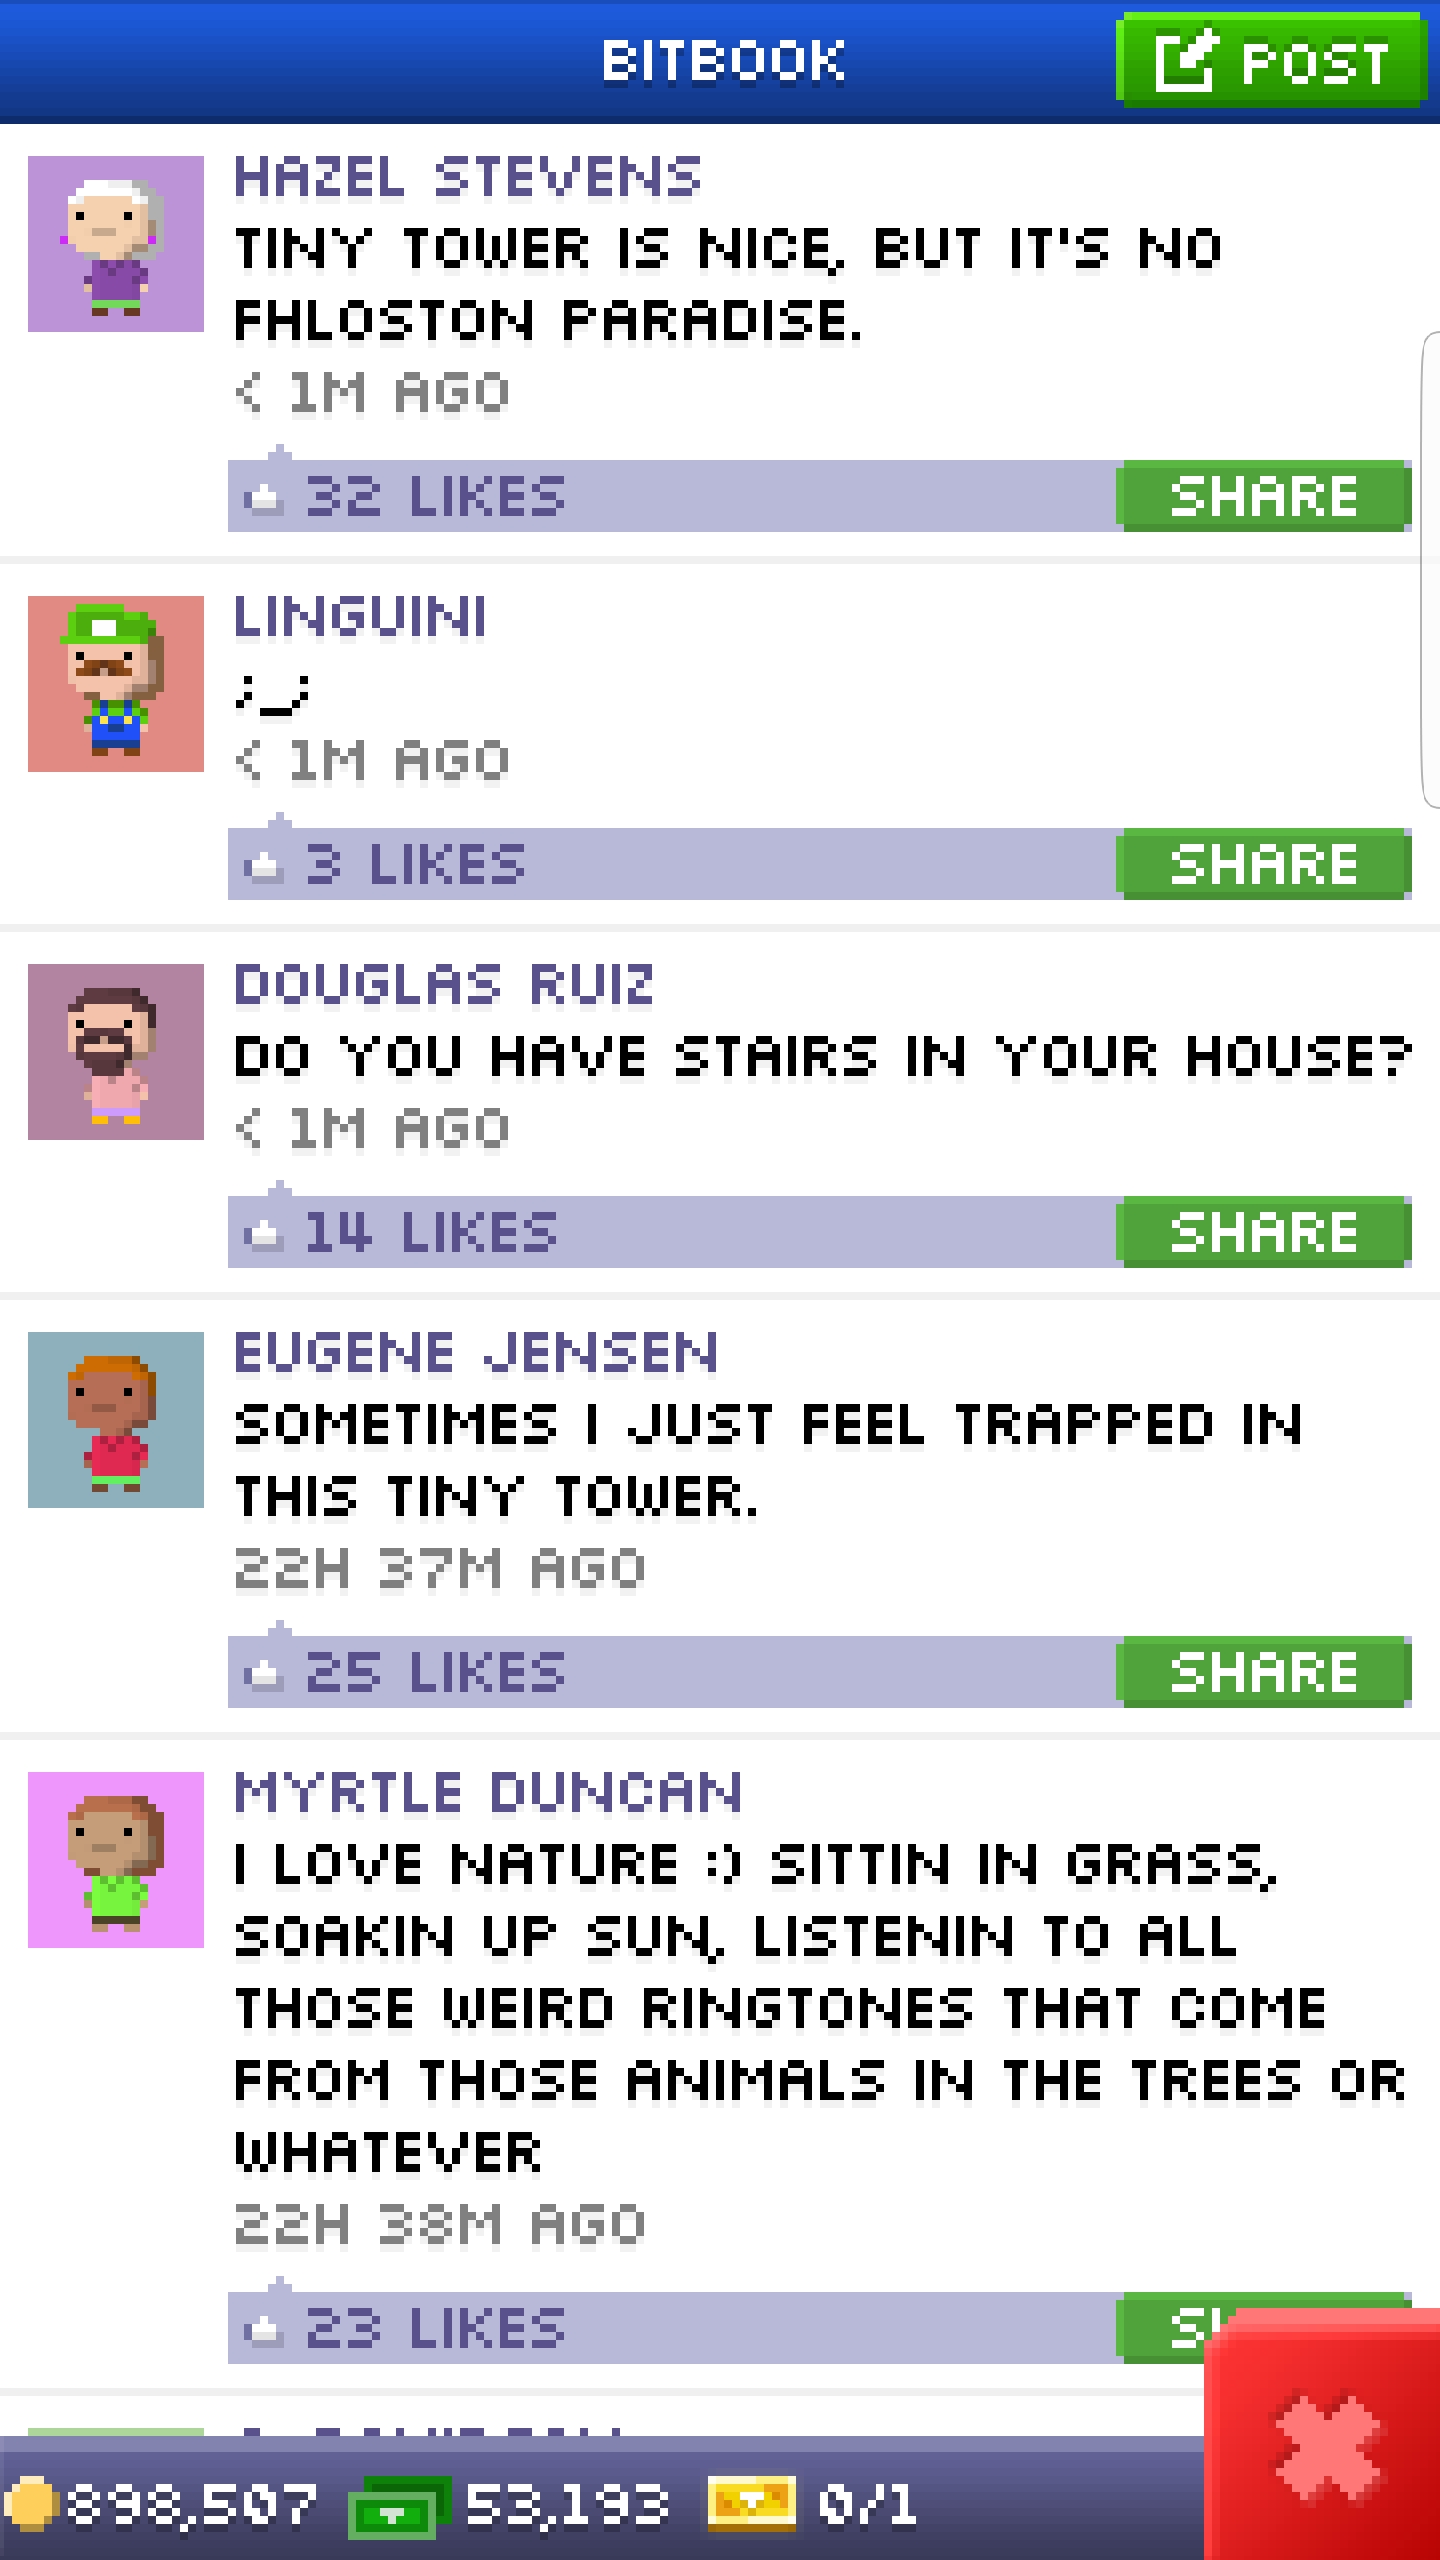 BITBOOK
POST
HAZEL STEVENS
TINY TOWER IS NICE, BUT IT'S NO
FHLOSTON PARADISE.
< 1M AGO
32 LIKES
SHARE
LINGUINI
;_;
< 1M AGO
3 LIKES
SHARE
DOUGLAS RUIZ
DO YOU HAVE STAIRS IN YOUR HOUSE?
< 1M AGO
14 LIKES
SHARE
EUGENE JENSEN
SOMETIMES I JUST FEEL TRAPPED IN
THIS TINY TOWER.
22H 37M AGO
25 LIKES
SHARE
MYRTLE DUNCAN
I LOVE NATURE :) SITTIN IN GRASS,
SOAKIN UP SUN, LISTENIN TO ALL
THOSE WEIRD RINGTONES THAT COME
FROM THOSE ANIMALS IN THE TREES OR
WHATEVER
22H 38M AGO
23 LIKES
898,507
53,193
0/1